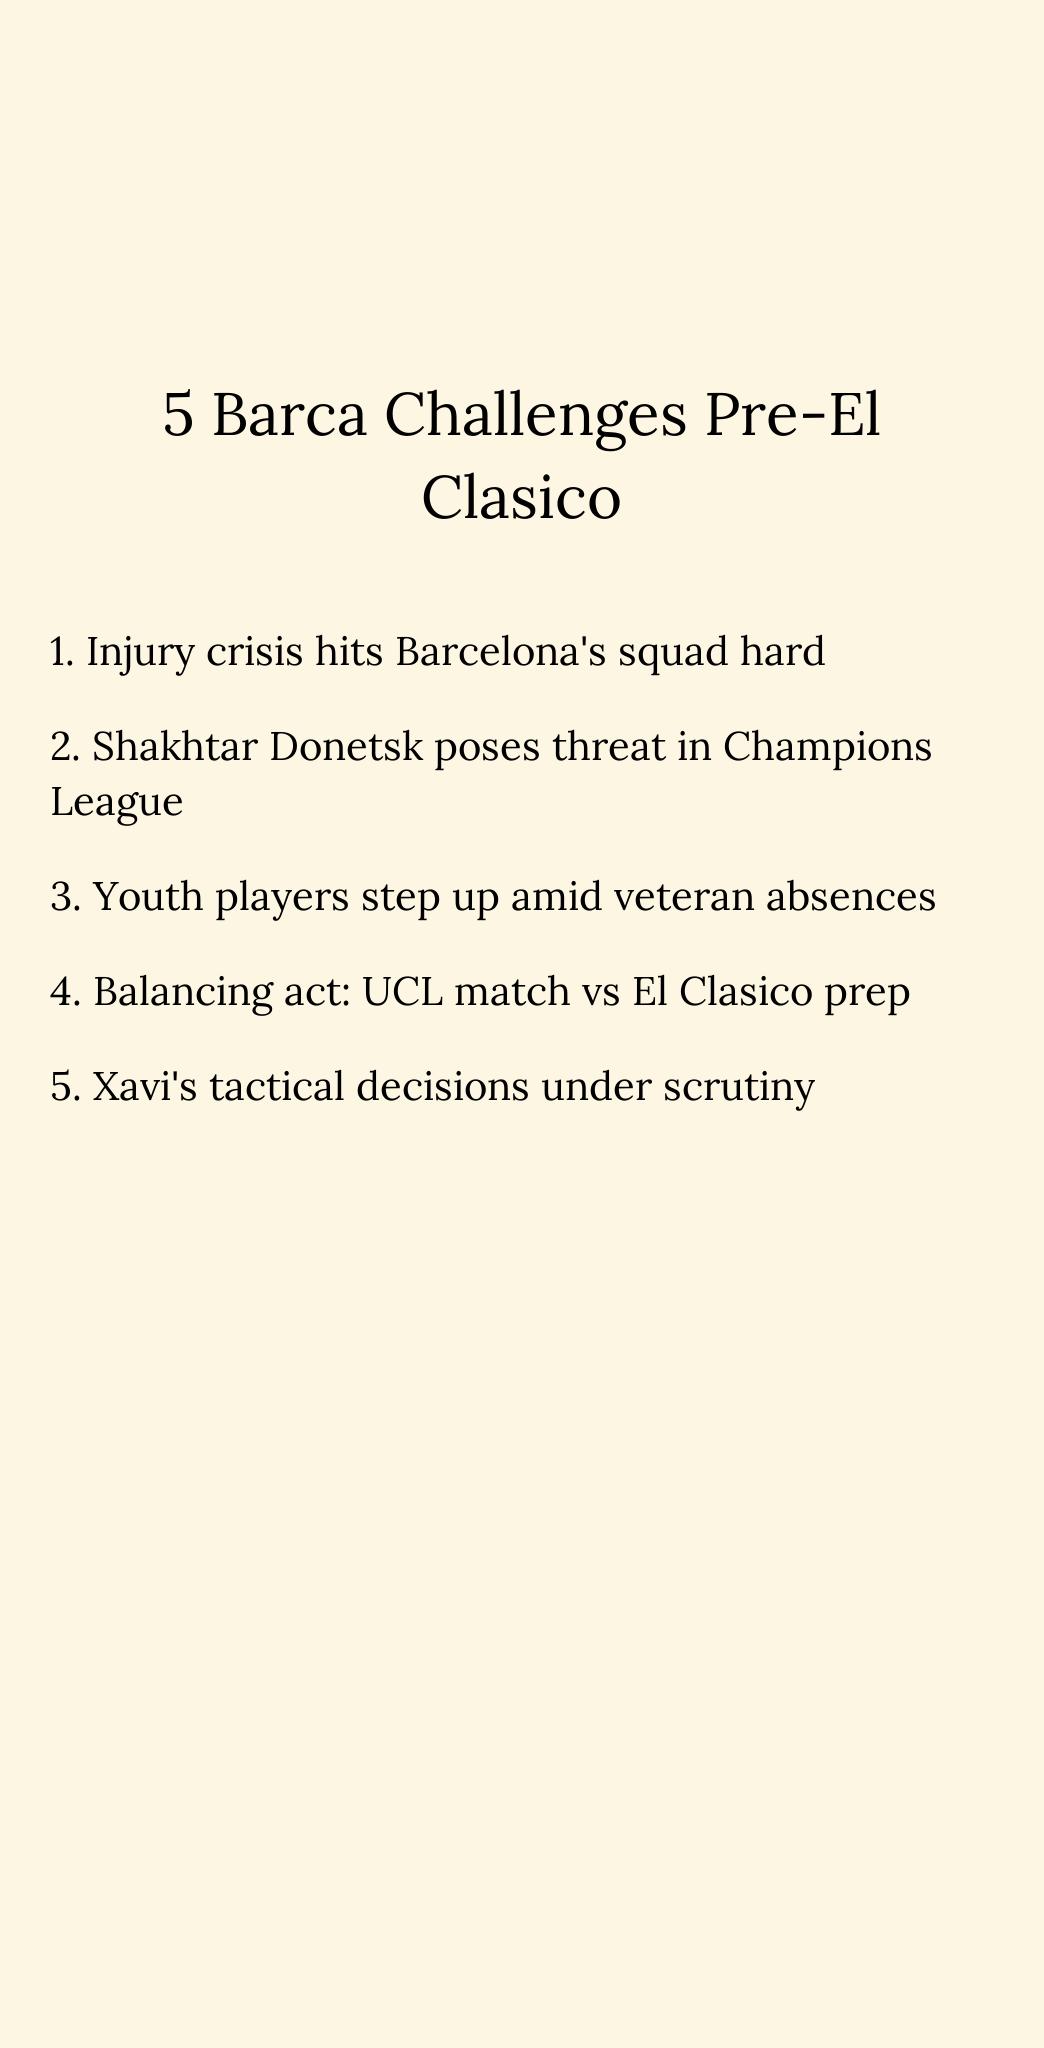 5 Barca Challenges Pre-El
Clasico
1. Injury crisis hits Barcelona's squad hard
2. Shakhtar Donetsk poses threat in Champions
League
3. Youth players step up amid veteran absences
4. Balancing act: UCL match vs El Clasico prep
5. Xavi's tactical decisions under scrutiny